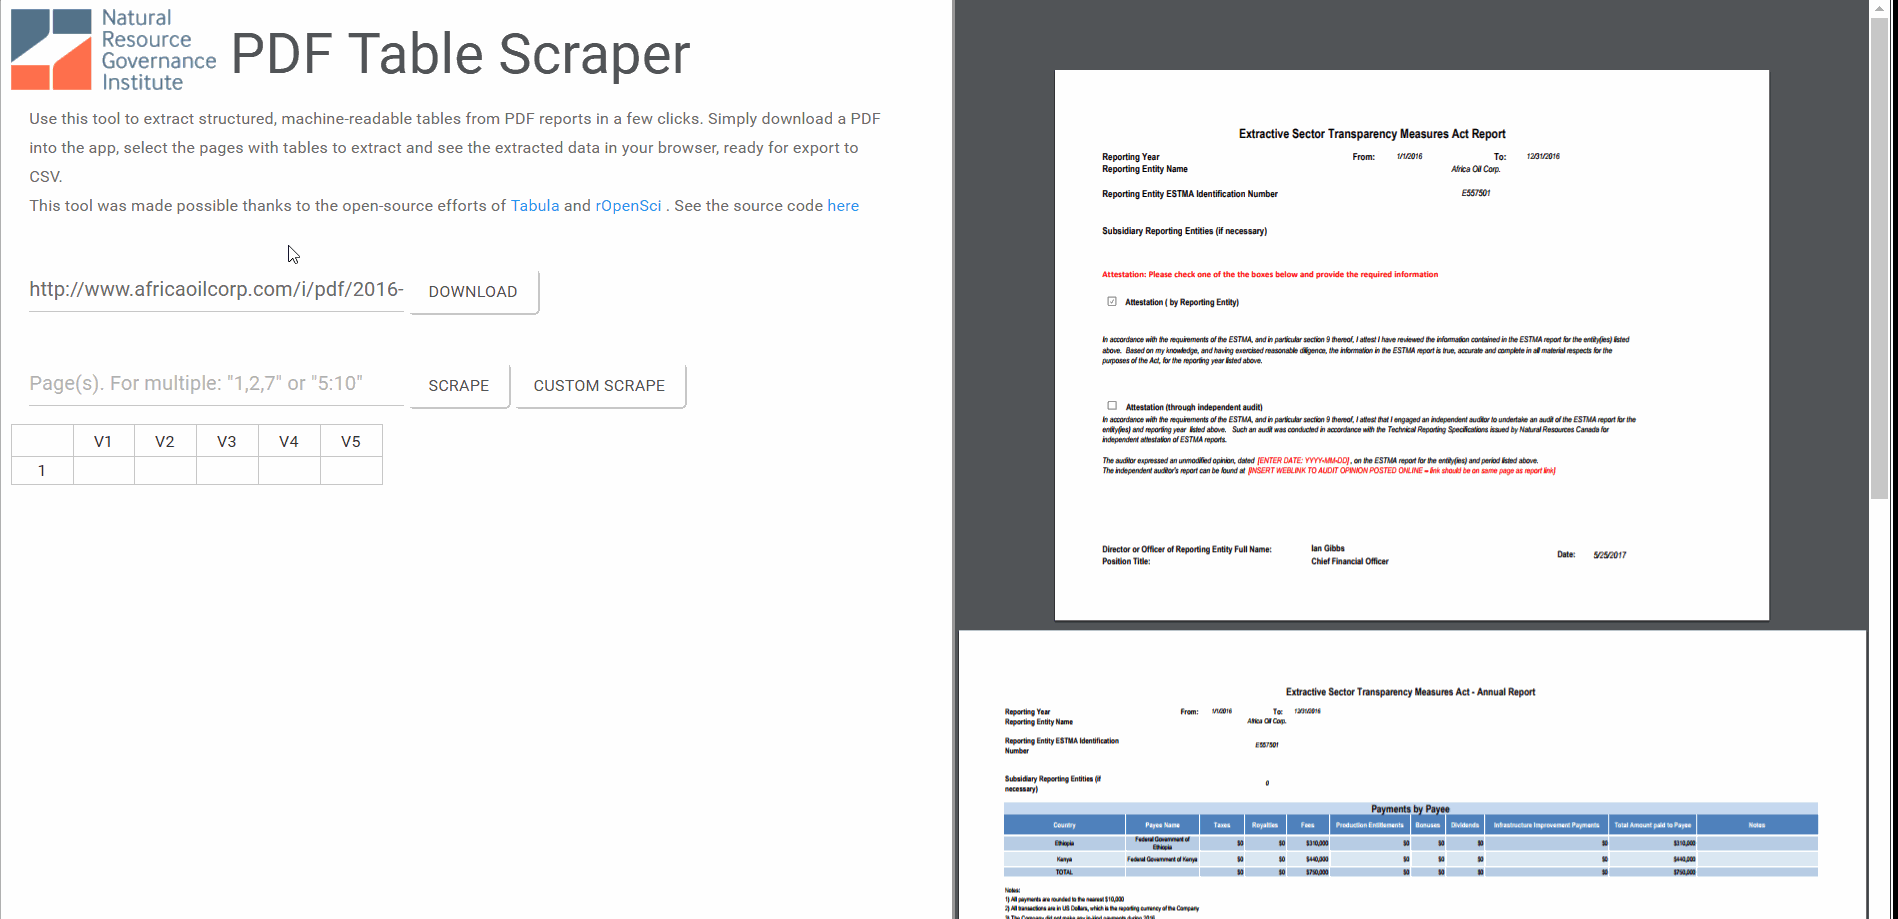 Natural
Resource
Governance
Institute
PDF Table Scraper
Use this tool to extract structured, machine-readable tables from PDF reports in a few clicks. Simply download a PDF
into the app, select the pages with tables to extract and see the extracted data in your browser, ready for export to
CSV.
This tool was made possible thanks to the open-source efforts of Tabula and rOpenSci . See the source code here
http://www.africaoilcorp.com/i/pdf/2016- DOWNLOAD
Page(s). For multiple: "1,2,7" or "5:10" SCRAPE CUSTOM SCRAPE
V1 V2 V3 V4 V5
1
Extractive Sector Transparency Measures Act Report
Reporting Year From: 1/1/2016 To: 12/31/2016
Reporting Entity Name Africa Oil Corp.
Reporting Entity ESTMA Identification Number E557501
Subsidiary Reporting Entities (if necessary)
Attestation: Please check one of the the boxes below and provide the required information
Attestation ( by Reporting Entity)
In accordance with the requirements of the ESTMA, and in particular section 9 thereof, I attest I have reviewed the information contained in the ESTMA report for the entity(ies) listed
above. Based on my knowledge, and having exercised reasonable diligence, the information in the ESTMA report is true, accurate and complete in all material respects for the
purposes of the Act, for the reporting year listed above.
Attestation (through independent audit)
In accordance with the requirements of the ESTMA, and in particular section 9 thereof, I attest that I engaged an independent auditor to undertake an audit of the ESTMA report for the
entity(ies) and reporting year listed above. Such an audit was conducted in accordance with the Technical Reporting Specifications issued by Natural Resources Canada for
independent attestation of ESTMA reports.
The auditor expressed an unmodified opinion, dated [ENTER DATE: YYYY-MM-DD] , on the ESTMA report for the entity(ies) and period listed above.
The independent auditor's report can be found at [INSERT WEBLINK TO AUDIT OPINION POSTED ONLINE – link should be on same page as report link]
Director or Officer of Reporting Entity Full Name: Ian Gibbs
Position Title: Chief Financial Officer
Date: 5/25/2017
Extractive Sector Transparency Measures Act - Annual Report
Reporting Year From: 1/1/2016 To: 12/31/2016
Reporting Entity Name Africa Oil Corp.
Reporting Entity ESTMA Identification
Number E557501
Subsidiary Reporting Entities (if
necessary) 0
Payments by Payee
Country Payee Name Taxes Royalties Fees Production Entitlements Bonuses Dividends Infrastructure Improvement Payments Total Amount paid to Payee Notes
Ethiopia Federal Government of Ethiopia $0 $0 $310,000 $0 $0 $0 $0 $310,000
Kenya Federal Government of Kenya $0 $0 $440,000 $0 $0 $0 $0 $440,000
TOTAL $0 $0 $750,000 $0 $0 $0 $0 $750,000
Notes:
1) All payments are rounded to the nearest $10,000
2) All transactions are in US Dollars, which is the reporting currency of the Company
3) The Company did not make any in-kind payments during 2016